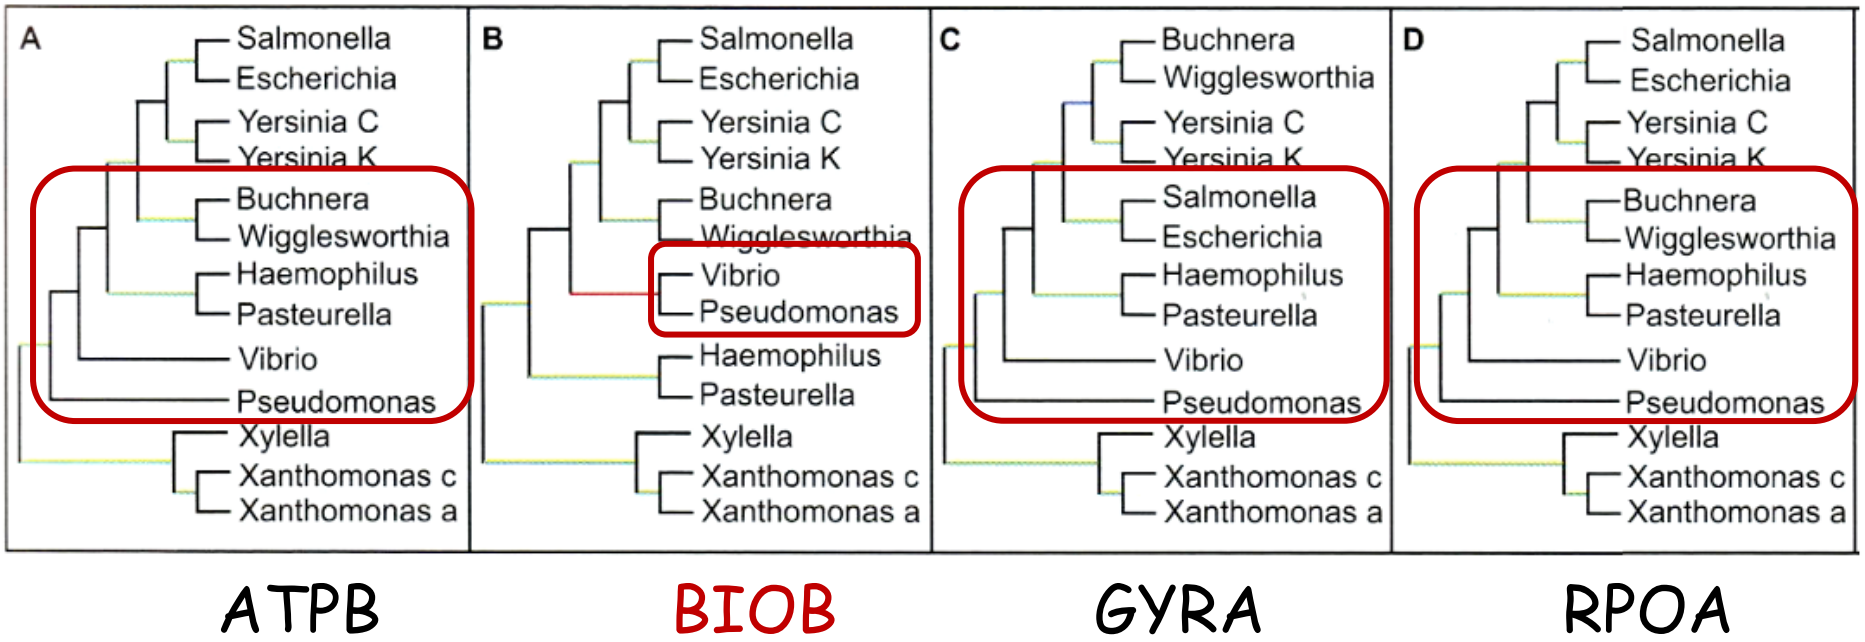 A
Salmonella
Escherichia
Yersinia C
Yersinia K
Buchnera
Wigglesworthia
Haemophilus
Pasteurella
Vibrio
Pseudomonas
Xylella
Xanthomonas c
Xanthomonas a
B
Salmonella
Escherichia
Yersinia C
Yersinia K
Buchnera
Wigglesworthia
Vibrio
Pseudomonas
Haemophilus
Pasteurella
Xylella
Xanthomonas c
Xanthomonas a
C
Buchnera
Wigglesworthia
Yersinia C
Yersinia K
Salmonella
Escherichia
Haemophilus
Pasteurella
Vibrio
Pseudomonas
Xylella
Xanthomonas c
Xanthomonas a
D
Salmonella
Escherichia
Yersinia C
Yersinia K
Buchnera
Wigglesworthia
Haemophilus
Pasteurella
Vibrio
Pseudomonas
Xylella
Xanthomonas c
Xanthomonas a
ATPB
BIOB
GYRA
RPOA